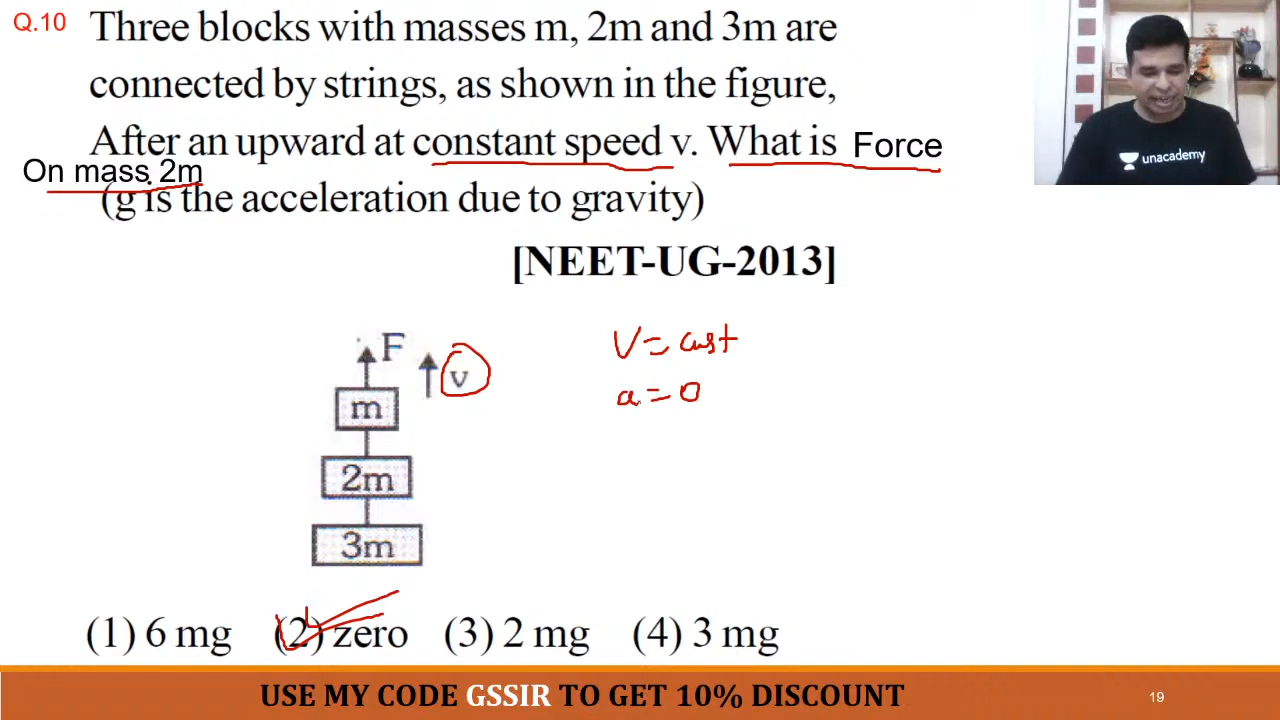 Q.10
Three blocks with masses m, 2m and 3m are
connected by strings, as shown in the figure,
After an upward at constant speed v. What is Force
On mass 2m
(g is the acceleration due to gravity)
[NEET-UG-2013]
unacademy
F
v
m
2m
3m
V = cust
a = 0
(1) 6 mg (2) zero (3) 2 mg (4) 3 mg
USE MY CODE GSSIR TO GET 10% DISCOUNT
19